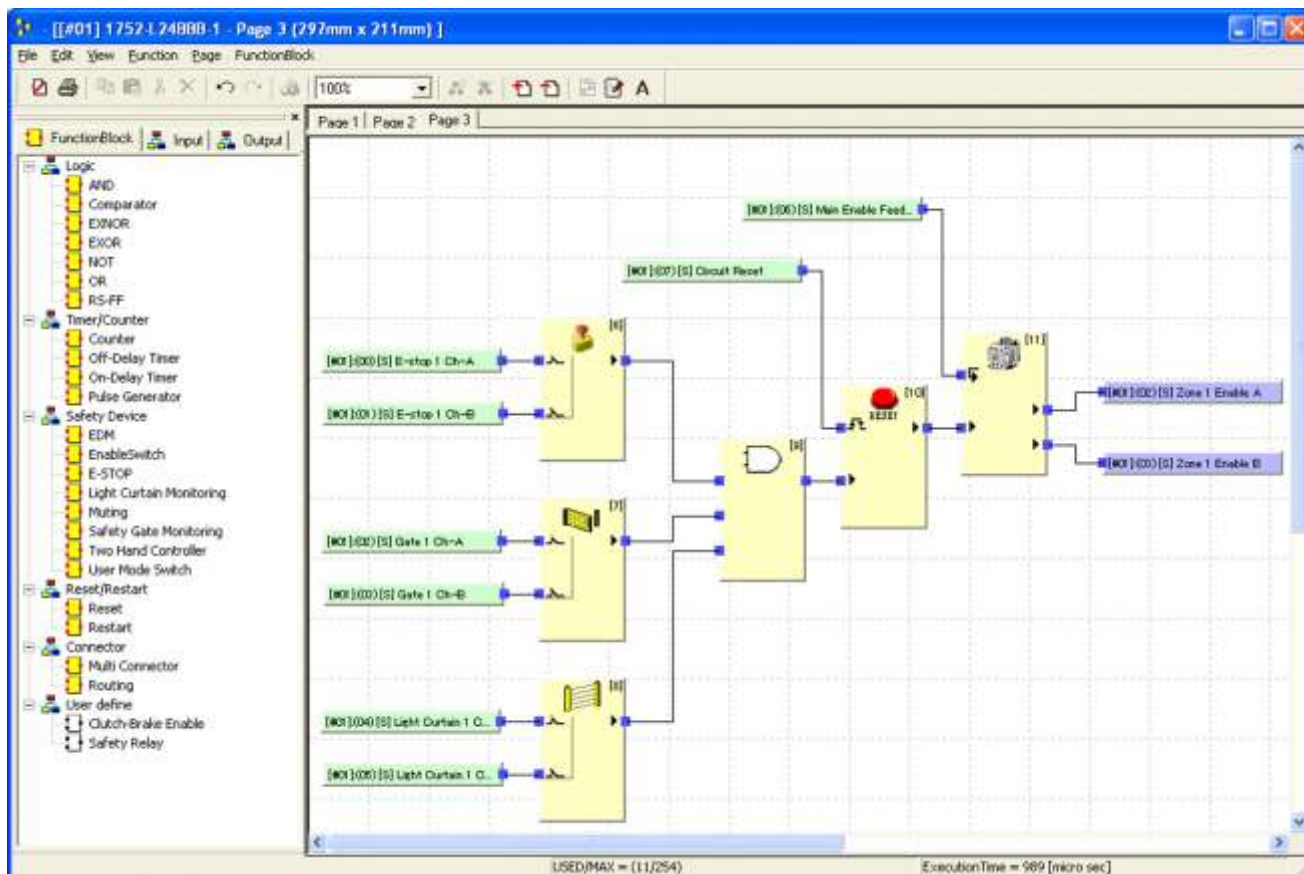 [[#01] 1752-L24BBB-1 - Page 3 (297mm x 211mm) ]
File Edit View Function Page FunctionBlock
100%
A
Page 1 Page 2 Page 3
FunctionBlock Input Output
Logic
AND
Comparator
EXNOR
EXOR
NOT
OR
RS-FF
Timer/Counter
Counter
Off-Delay Timer
On-Delay Timer
Pulse Generator
Safety Device
EDM
EnableSwitch
E-STOP
Light Curtain Monitoring
Muting
Safety Gate Monitoring
Two Hand Controller
User Mode Switch
Reset/Restart
Reset
Restart
Connector
Multi Connector
Routing
User define
Clutch-Brake Enable
Safety Relay
[#01]:(06)[S] Main Enable Feed...
[#01]:(07)[S] Circuit Reset
[6]
[#01]:(00)[S] E-stop 1 Ch-A
[#01]:(01)[S] E-stop 1 Ch-B
[11]
[10]
RESET
[#01]:(02)[S] Zone 1 Enable A
[#01]:(03)[S] Zone 1 Enable B
[9]
[7]
[#01]:(02)[S] Gate 1 Ch-A
[#01]:(03)[S] Gate 1 Ch-B
[8]
[#01]:(04)[S] Light Curtain 1 C...
[#01]:(05)[S] Light Curtain 1 C...
USED/MAX = (11/254)
ExecutionTime = 989 [micro sec]